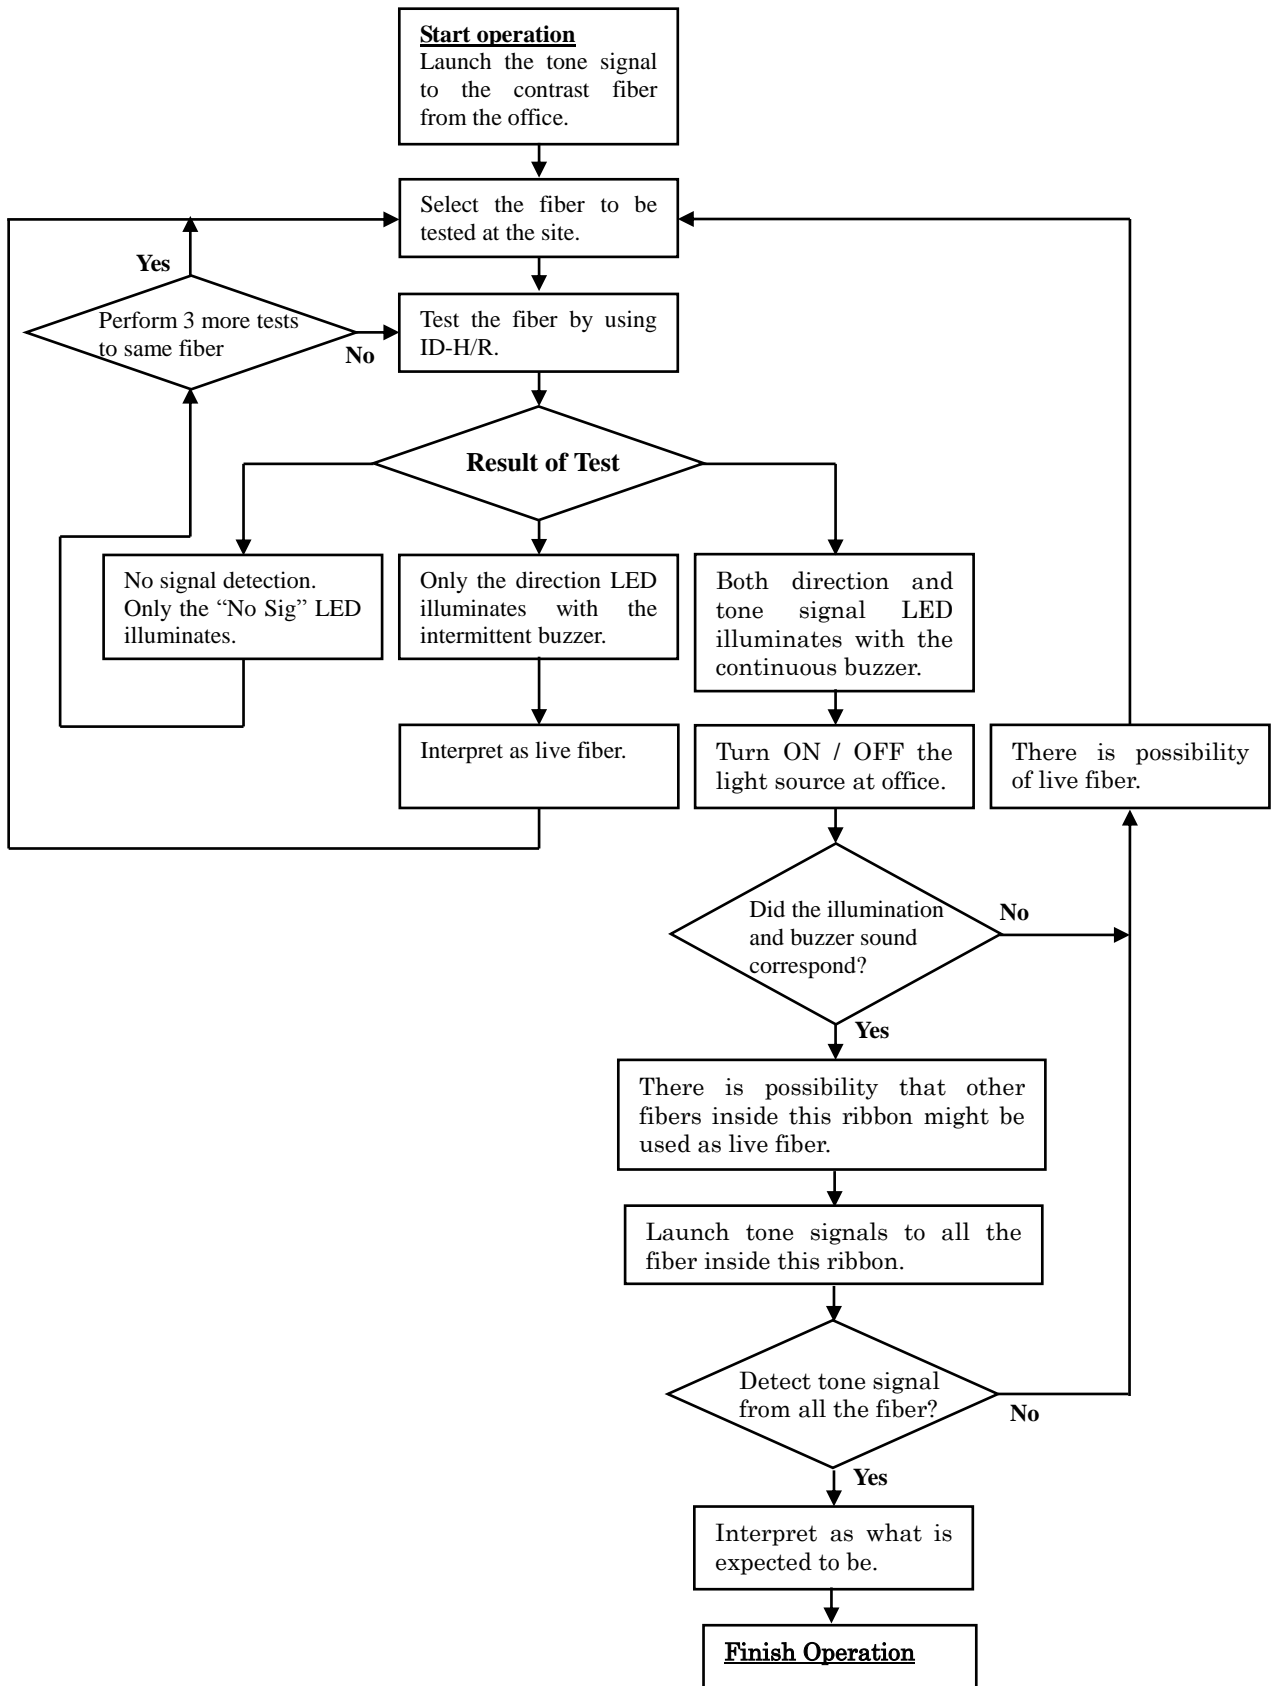 Start operation
Launch the tone signal
to the contrast fiber
from the office.
Select the fiber to be
tested at the site.
Yes
Perform 3 more tests
to same fiber
No
Test the fiber by using
ID-H/R.
Result of Test
No signal detection.
Only the “No Sig” LED
illuminates.
Only the direction LED
illuminates with the
intermittent buzzer.
Both direction and
tone signal LED
illuminates with the
continuous buzzer.
Interpret as live fiber.
Turn ON / OFF the
light source at office.
There is possibility
of live fiber.
Did the illumination
and buzzer sound
correspond?
No
Yes
There is possibility that other
fibers inside this ribbon might be
used as live fiber.
Launch tone signals to all the
fiber inside this ribbon.
Detect tone signal
from all the fiber?
No
Yes
Interpret as what is
expected to be.
Finish Operation